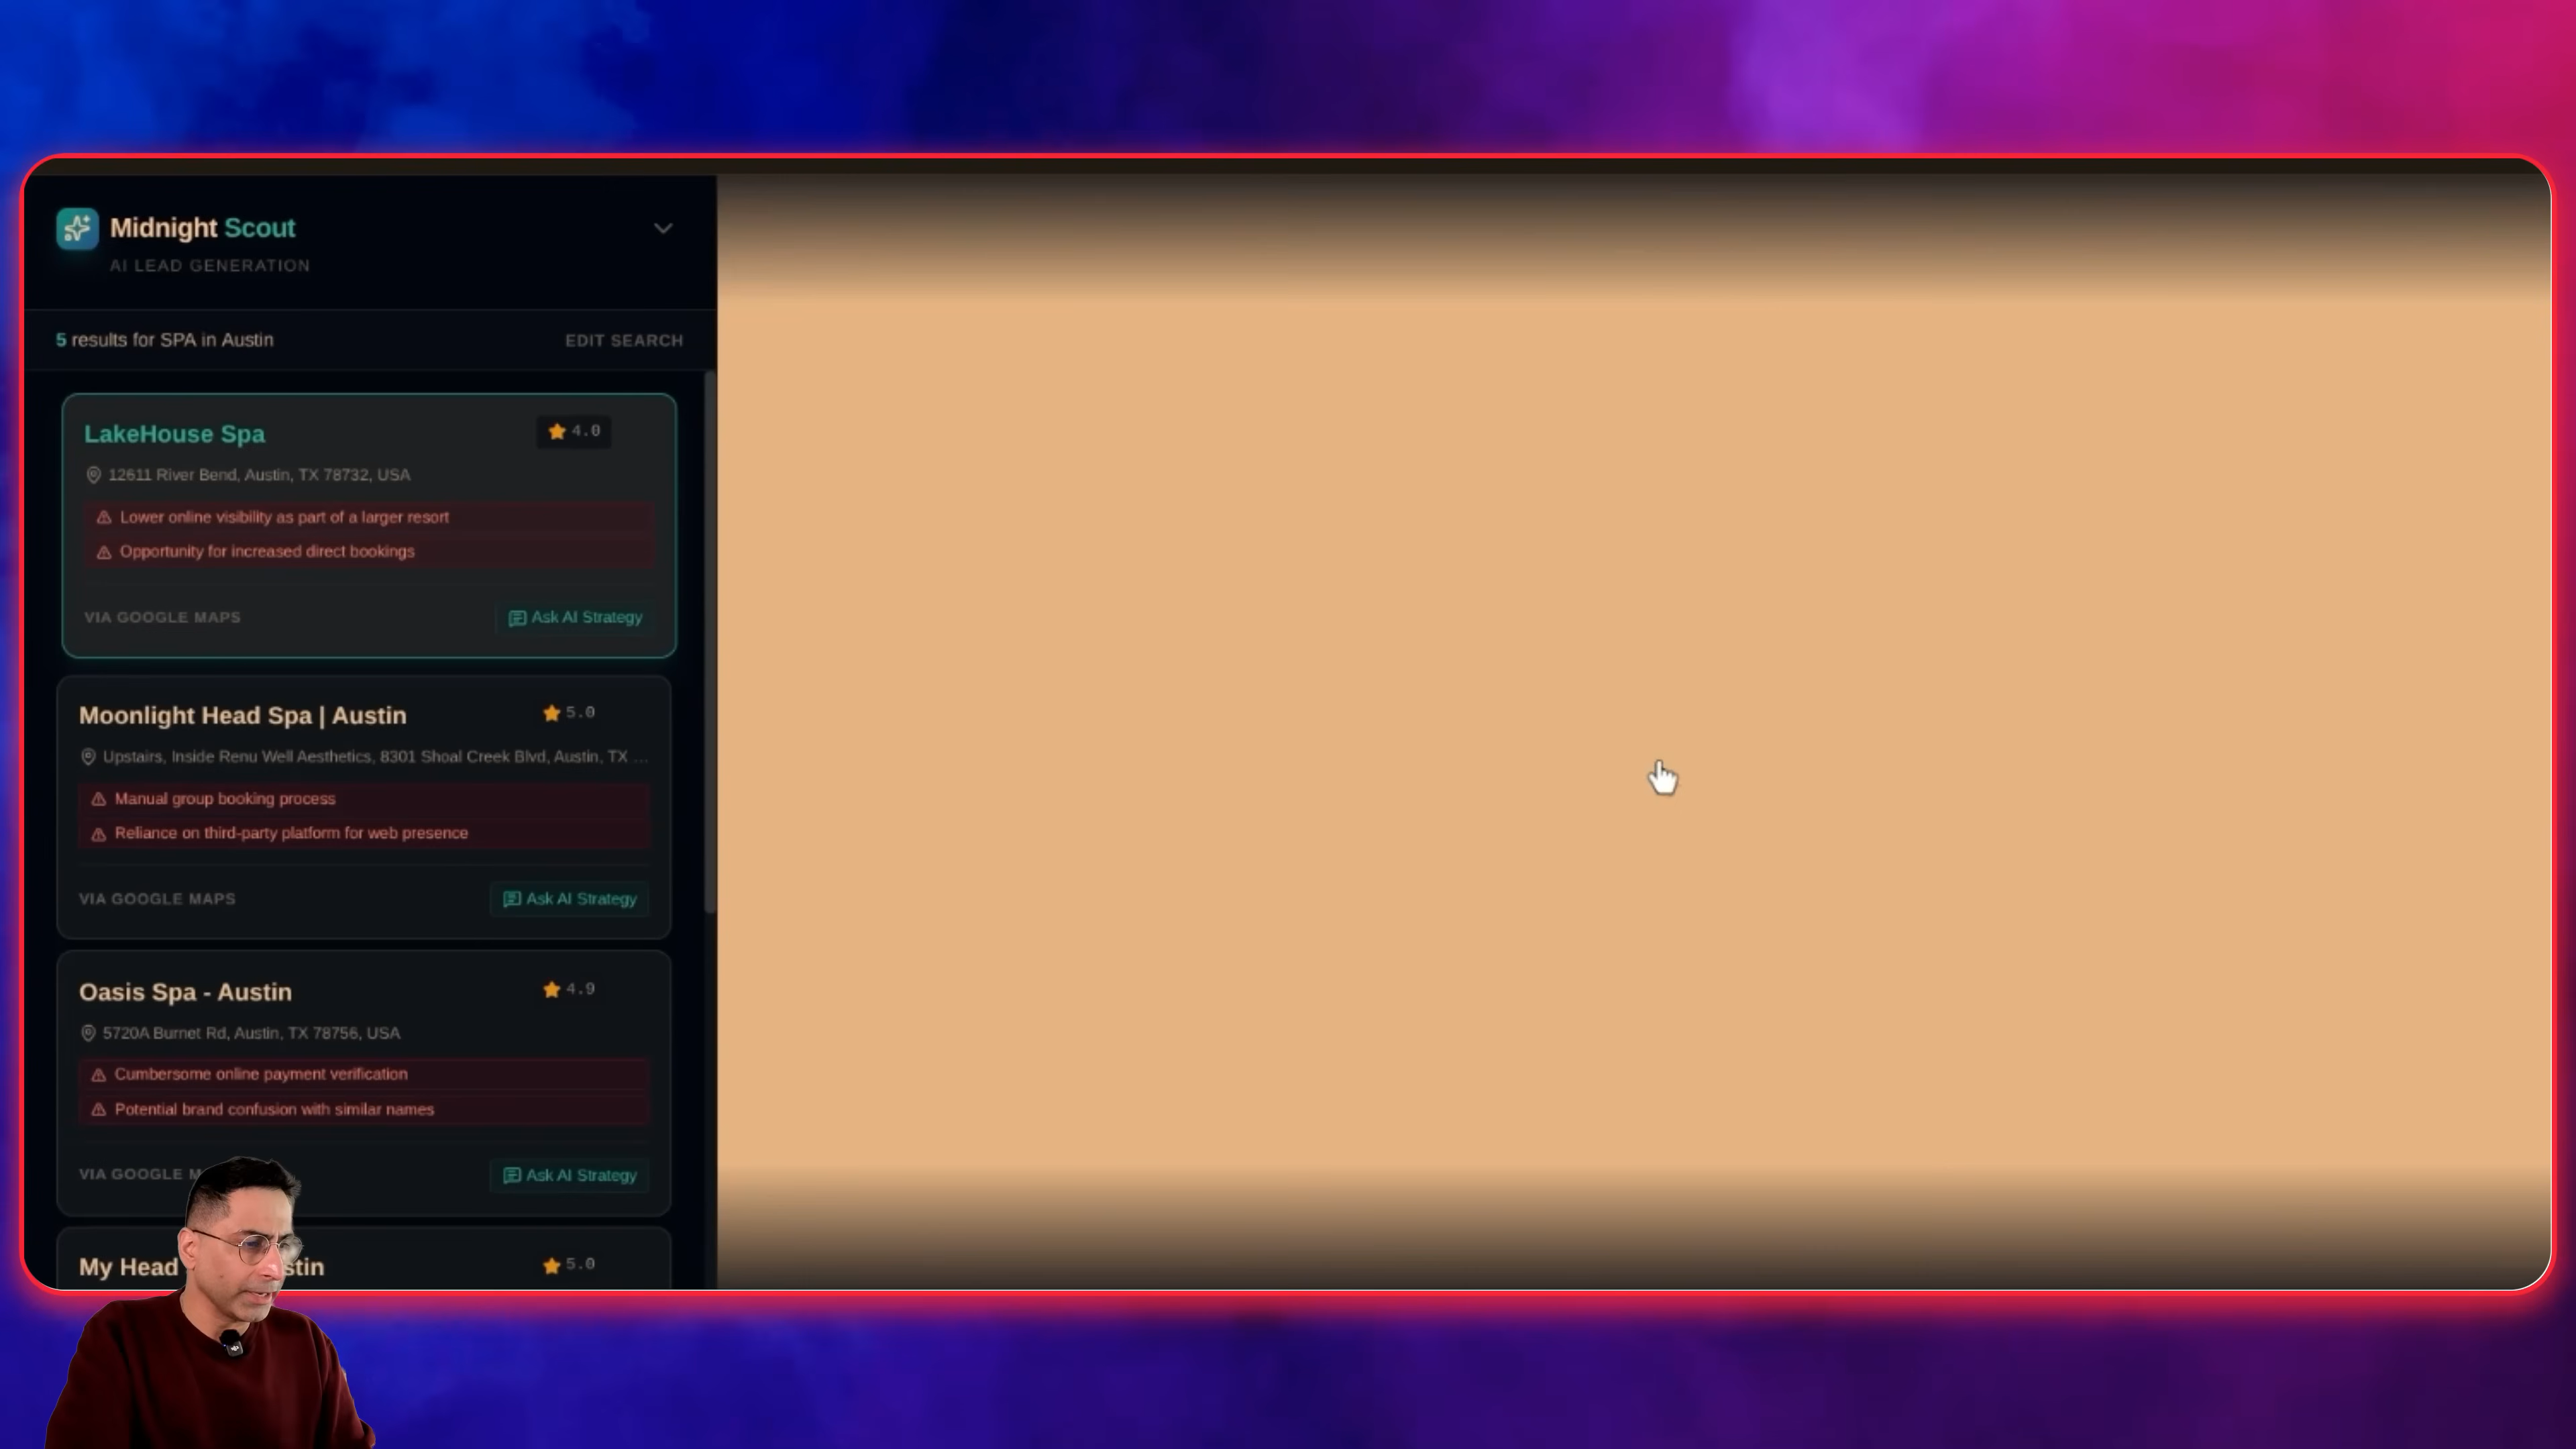 Midnight Scout
AI LEAD GENERATION
5 results for SPA in Austin
EDIT SEARCH
LakeHouse Spa
4.0
12611 River Bend, Austin, TX 78732, USA
Lower online visibility as part of a larger resort
Opportunity for increased direct bookings
VIA GOOGLE MAPS
Ask AI Strategy
Moonlight Head Spa | Austin
5.0
Upstairs, Inside Renu Well Aesthetics, 8301 Shoal Creek Blvd, Austin, TX ...
Manual group booking process
Reliance on third-party platform for web presence
VIA GOOGLE MAPS
Ask AI Strategy
Oasis Spa - Austin
4.9
5720A Burnet Rd, Austin, TX 78756, USA
Cumbersome online payment verification
Potential brand confusion with similar names
VIA GOOGLE
Ask AI Strategy
My Head
5.0